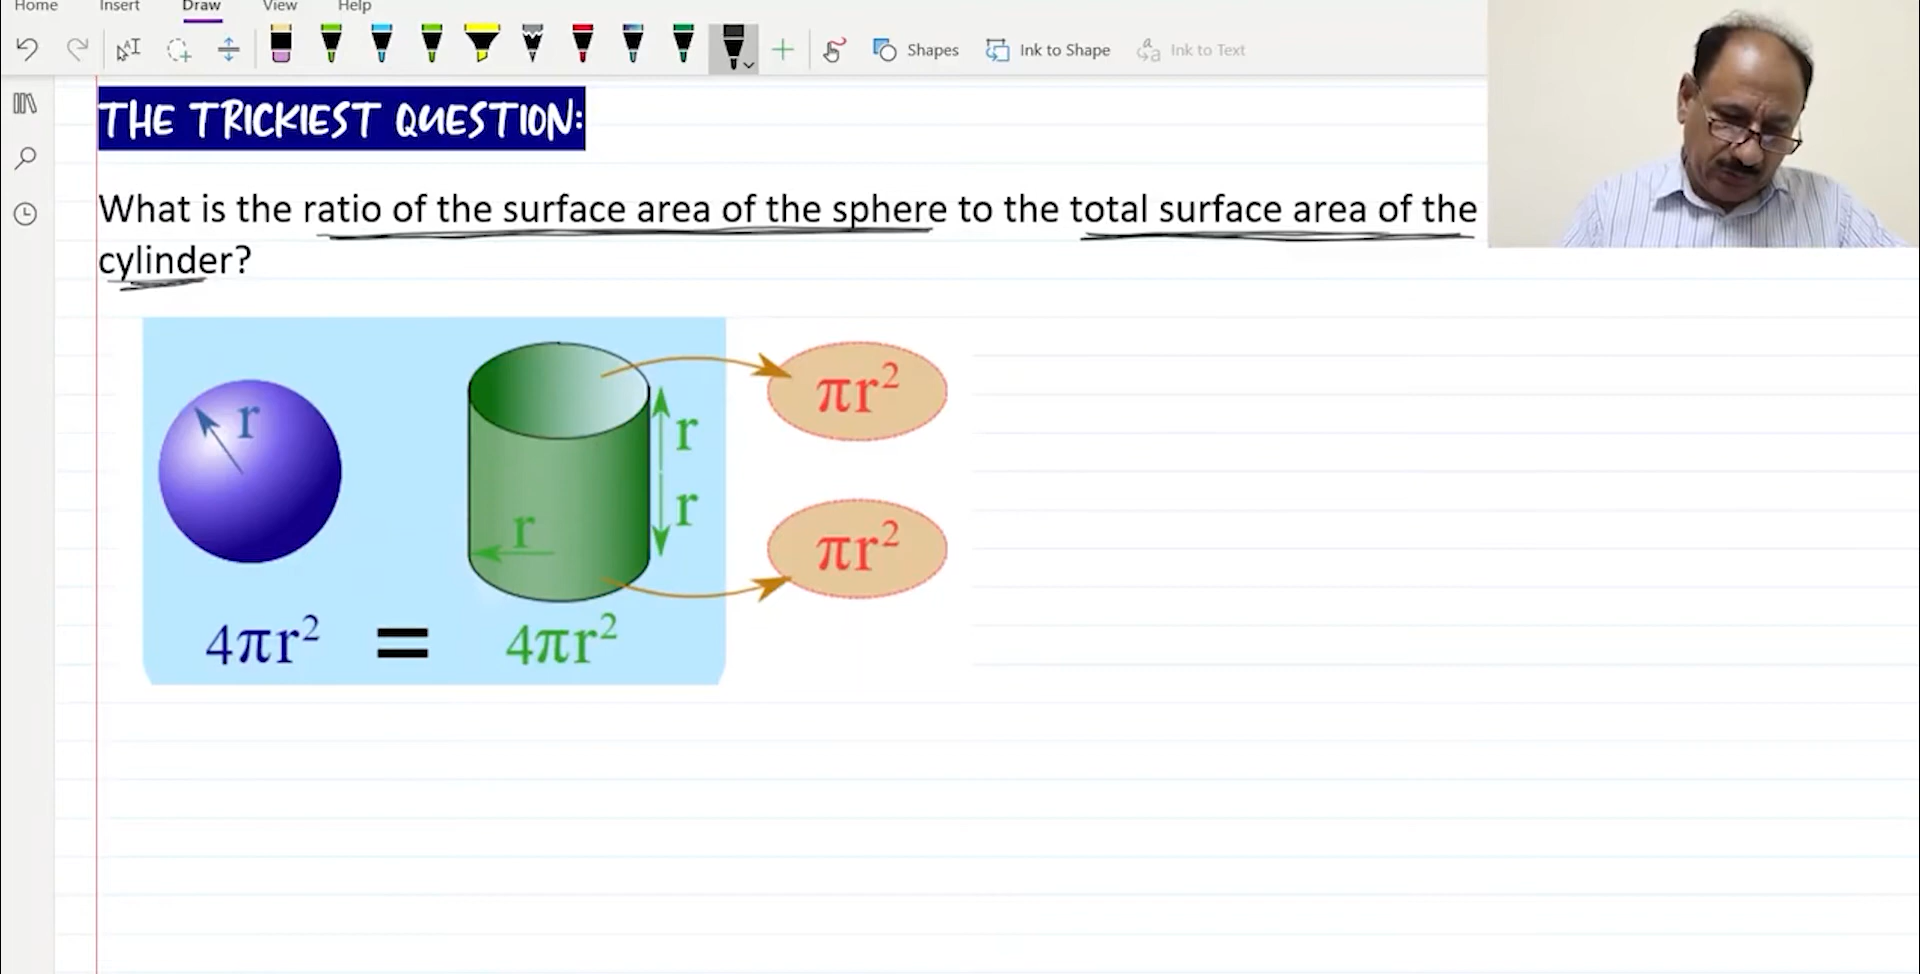 Home Insert Draw View Help
Shapes Ink to Shape Ink to Text
THE TRICKIEST QUESTION:
What is the ratio of the surface area of the sphere to the total surface area of the
cylinder?
r
r
r
r
πr²
πr²
4πr² = 4πr²